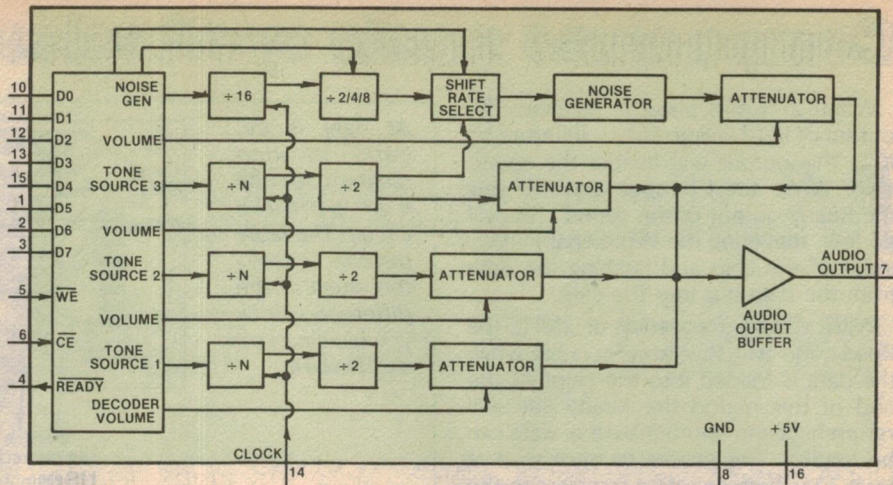 NOISE
GEN
÷16
÷2/4/8
SHIFT
RATE
SELECT
NOISE
GENERATOR
ATTENUATOR
10
D0
11
D1
12
D2
VOLUME
13
D3
TONE
SOURCE 3
÷N
÷2
ATTENUATOR
15
D4
1
D5
2
D6
VOLUME
3
D7
TONE
SOURCE 2
÷N
÷2
ATTENUATOR
AUDIO
OUTPUT
7
5
WE
VOLUME
AUDIO
OUTPUT
BUFFER
6
CE
TONE
SOURCE 1
÷N
÷2
ATTENUATOR
4
READY
DECODER
VOLUME
CLOCK
14
GND
+5V
8
16